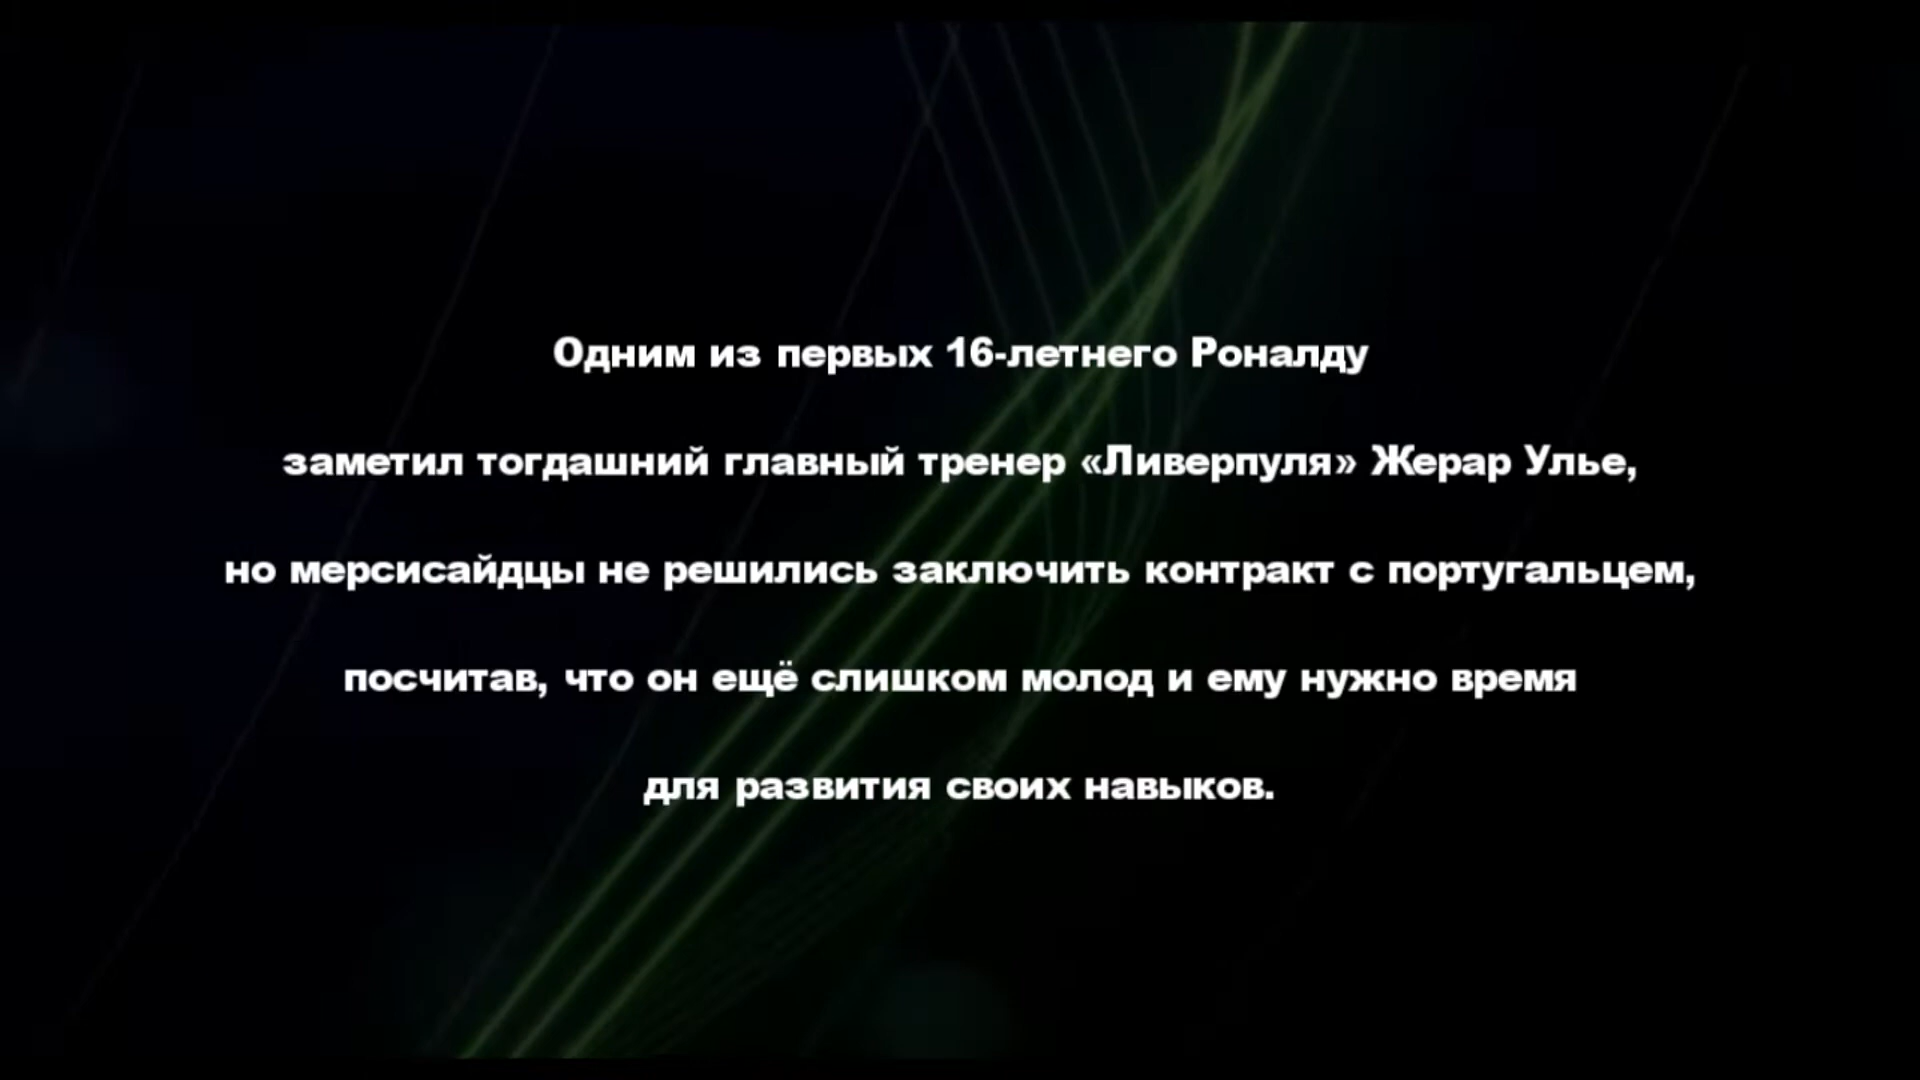 Одним из первых 16-летнего Роналду
заметил тогдашний главный тренер «Ливерпуля» Жерар Улье,
но мерсисайдцы не решились заключить контракт с португальцем,
посчитав, что он ещё слишком молод и ему нужно время
для развития своих навыков.